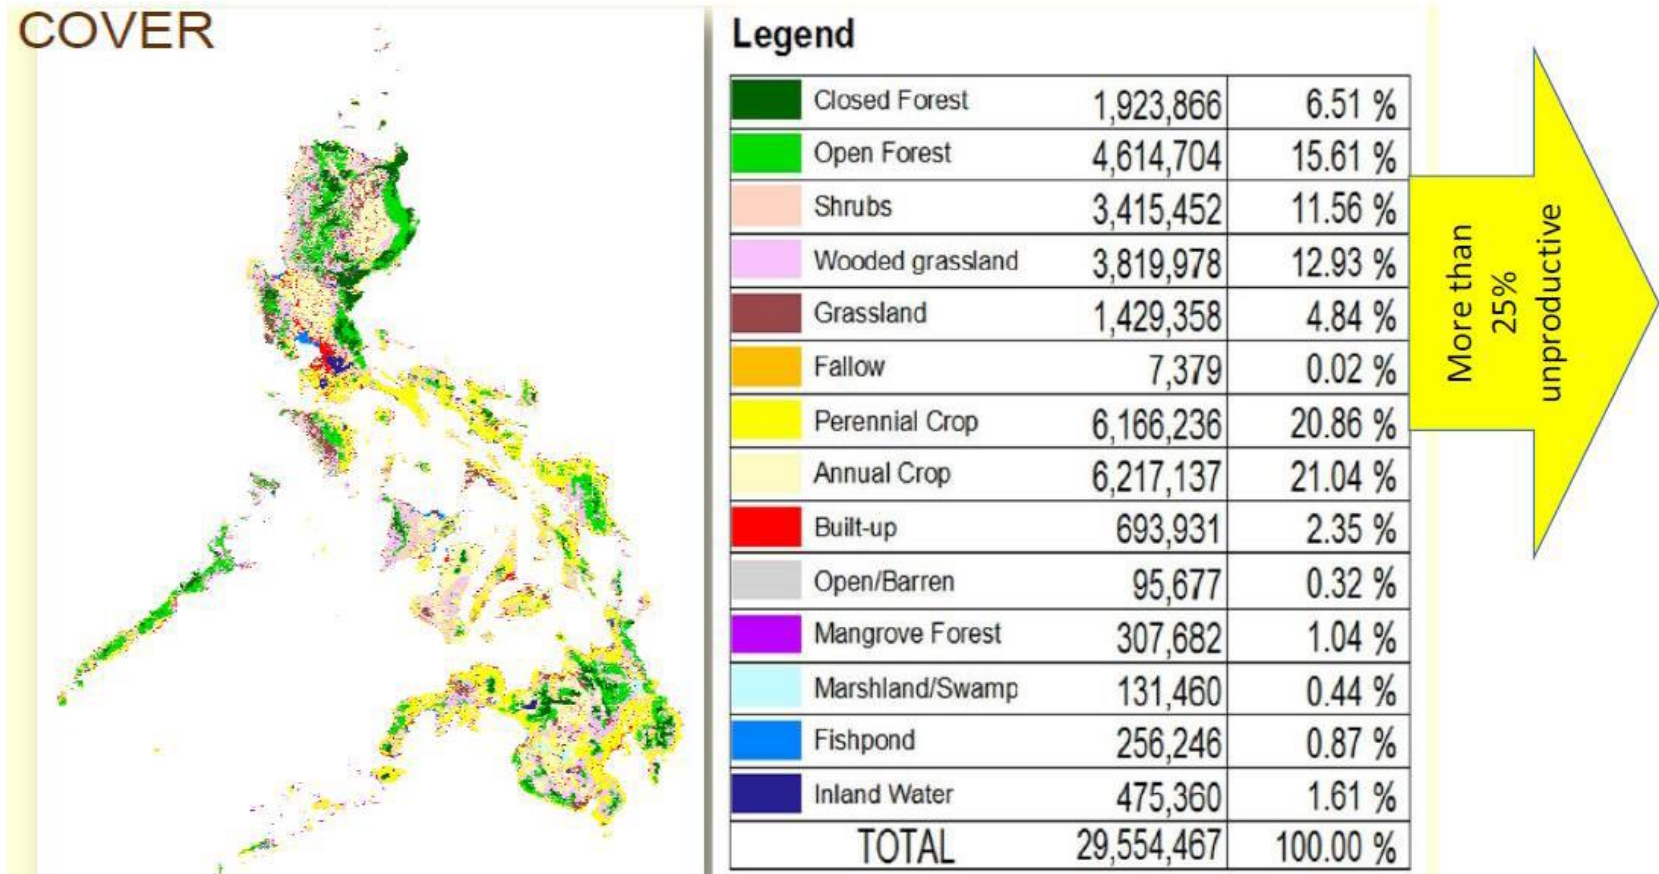 COVER
Legend
Closed Forest 1,923,866 6.51 %
Open Forest 4,614,704 15.61 %
Shrubs 3,415,452 11.56 %
Wooded grassland 3,819,978 12.93 %
Grassland 1,429,358 4.84 %
Fallow 7,379 0.02 %
Perennial Crop 6,166,236 20.86 %
Annual Crop 6,217,137 21.04 %
Built-up 693,931 2.35 %
Open/Barren 95,677 0.32 %
Mangrove Forest 307,682 1.04 %
Marshland/Swamp 131,460 0.44 %
Fishpond 256,246 0.87 %
Inland Water 475,360 1.61 %
TOTAL 29,554,467 100.00 %
More than
25%
unproductive